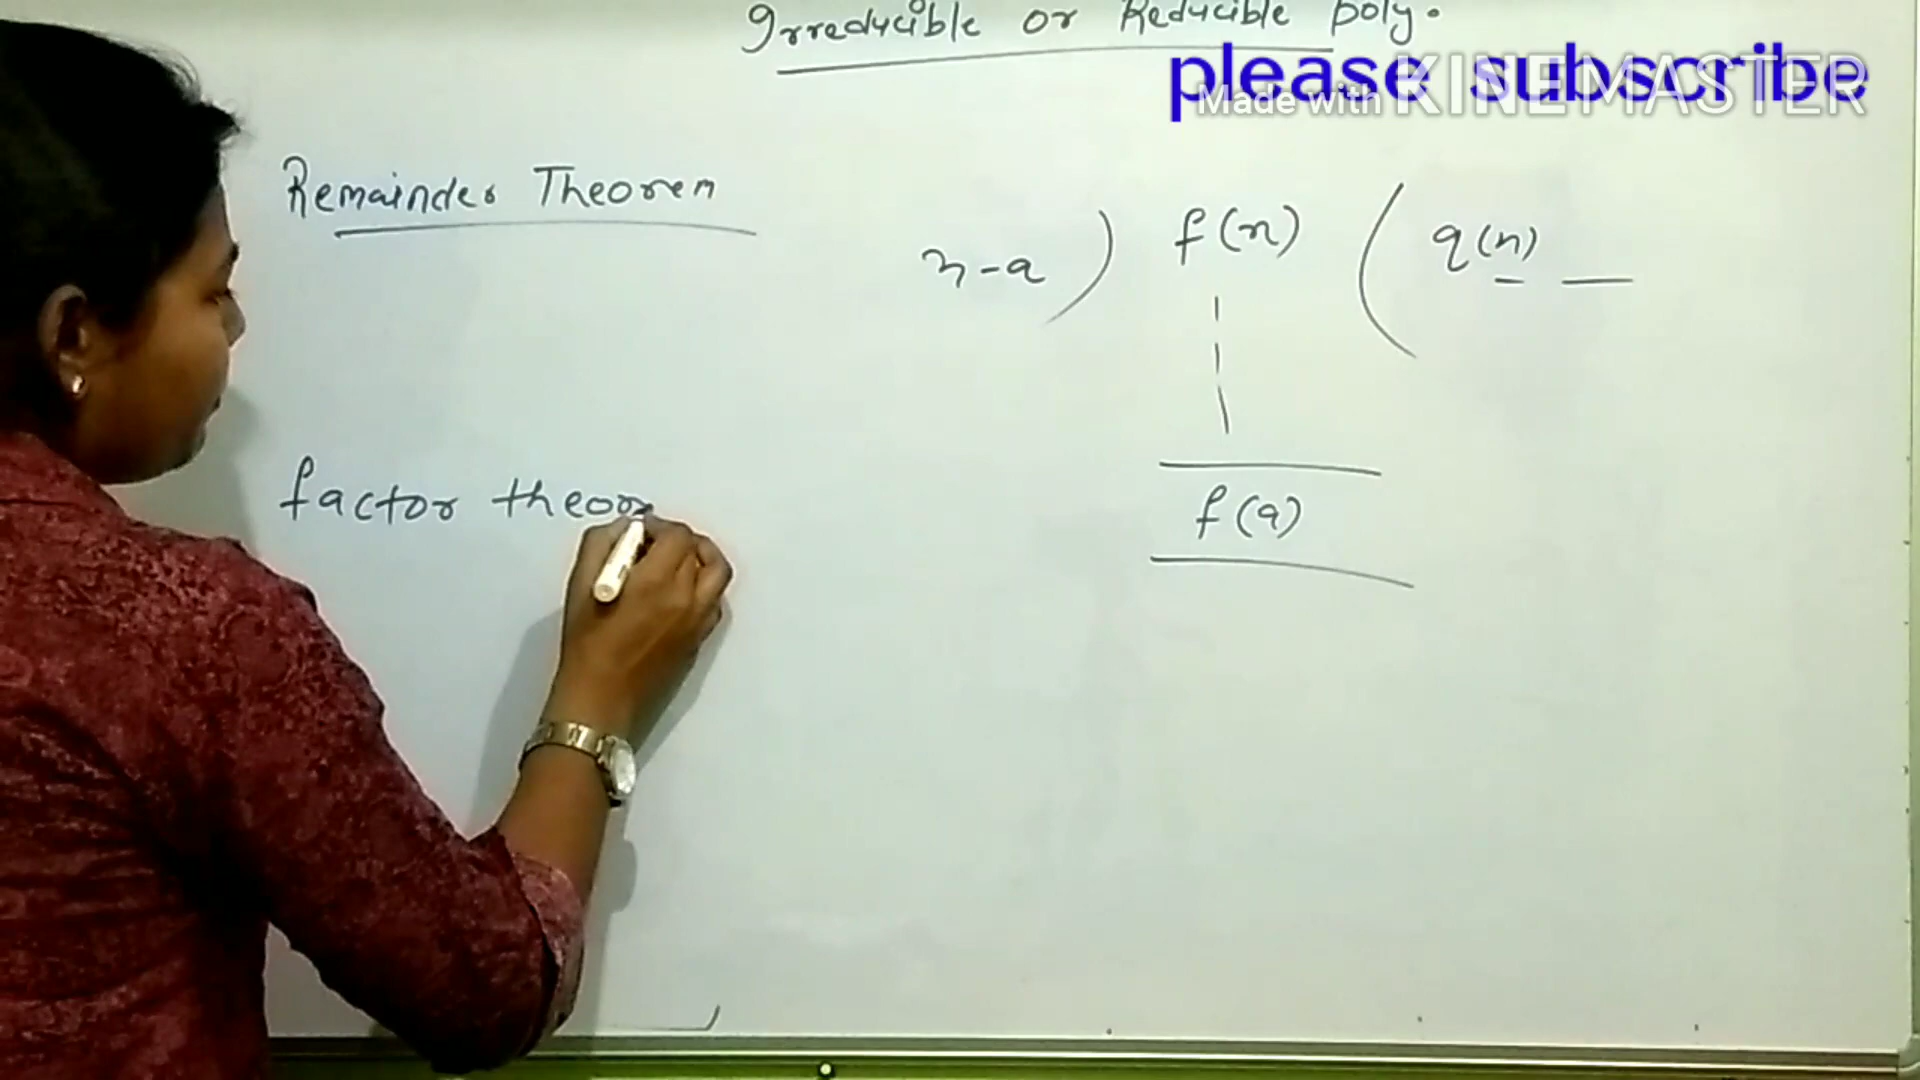 Irreducible or Reducible poly.
please subscribe
Made with KINEMASTER
Remainder Theorem
x-a ) f(x) ( q(x)
f(a)
factor theor